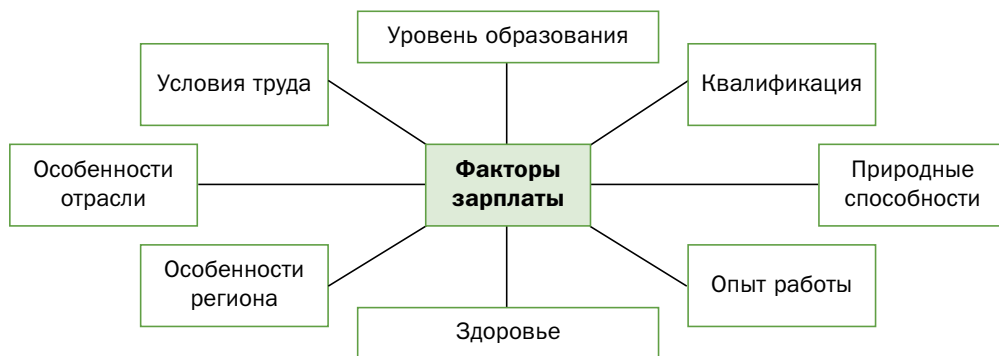 Уровень образования
Условия труда
Квалификация
Факторы
зарплаты
Особенности
отрасли
Природные
способности
Особенности
региона
Опыт работы
Здоровье